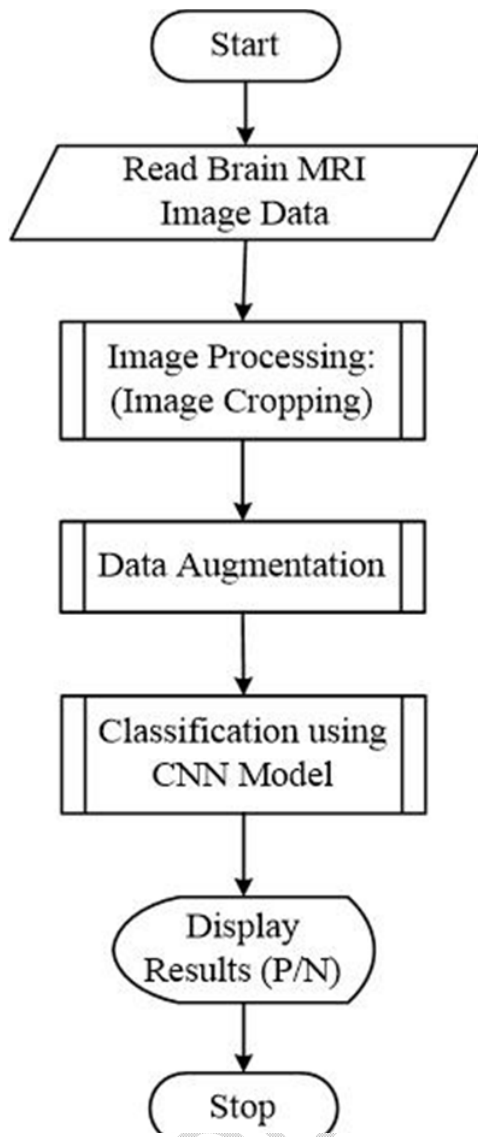 Start
Read Brain MRI
Image Data
Image Processing:
(Image Cropping)
Data Augmentation
Classification using
CNN Model
Display
Results (P/N)
Stop